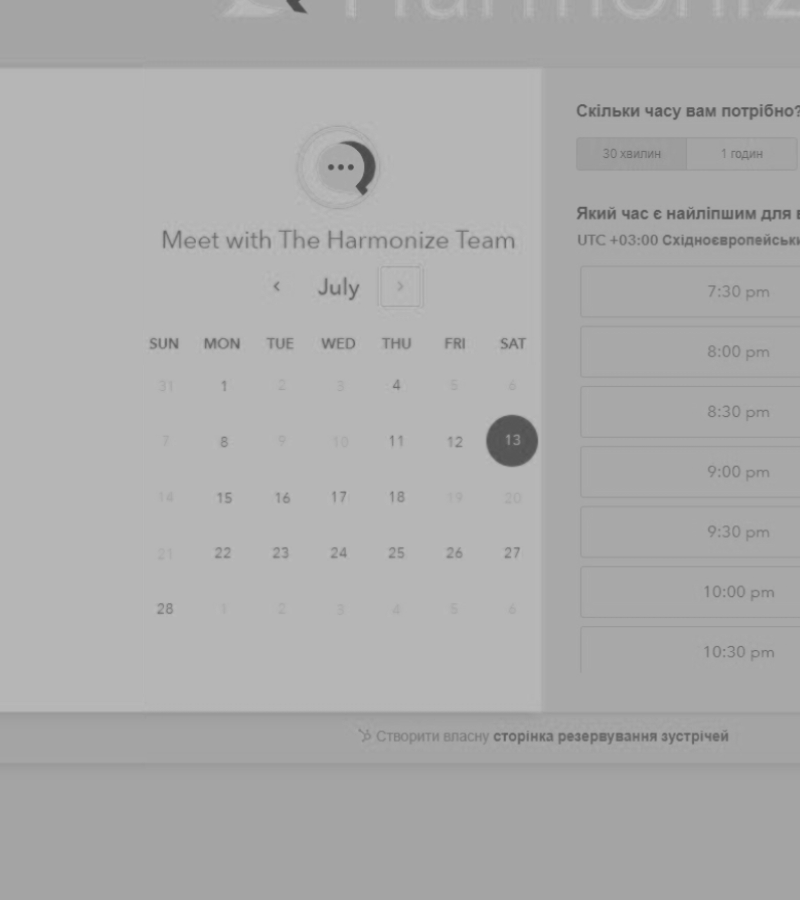 Harmoniz
Meet with The Harmonize Team
‹ July ›
SUN MON TUE WED THU FRI SAT
31 1 2 3 4 5 6
7 8 9 10 11 12 13
14 15 16 17 18 19 20
21 22 23 24 25 26 27
28 1 2 3 4 5 6
Скільки часу вам потрібно?
30 хвилин 1 годин
Який час є найліпшим для
UTC +03:00 Східноєвропейськи
7:30 pm
8:00 pm
8:30 pm
9:00 pm
9:30 pm
10:00 pm
10:30 pm
Створити власну сторінка резервування зустрічей